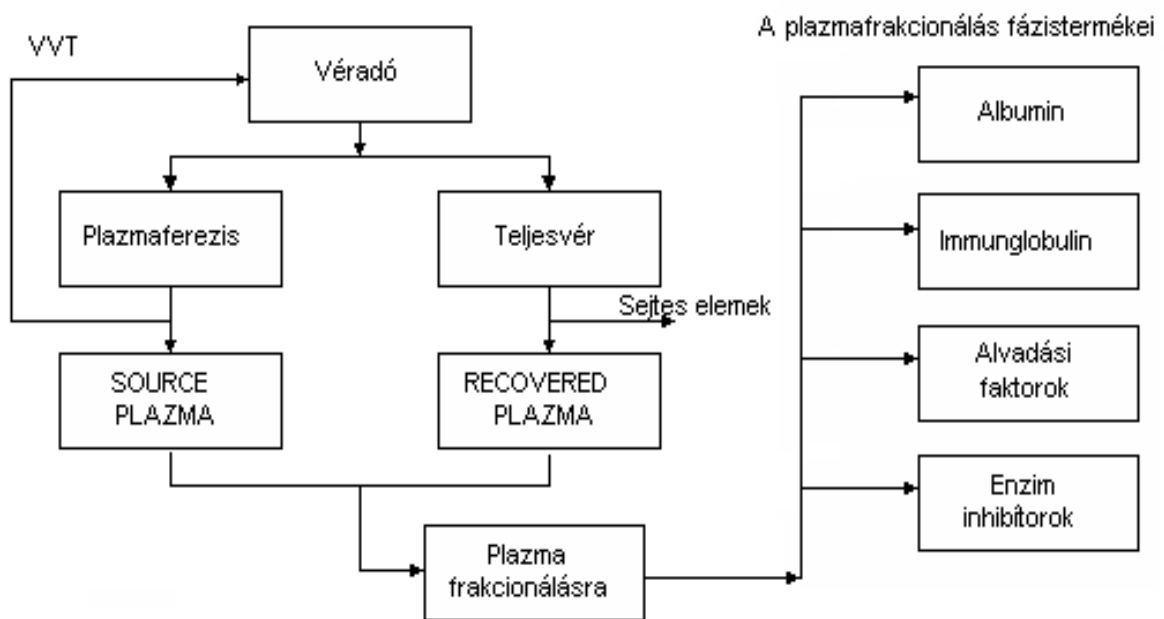 A plazmafrakcionálás fázistermékei
VVT
Véradó
Albumin
Plazmaferezis
Teljesvér
Immunglobulin
Sejtes elemek
SOURCE
PLAZMA
RECOVERED
PLAZMA
Alvadási
faktorok
Enzim
inhibítorok
Plazma
frakcionálásra